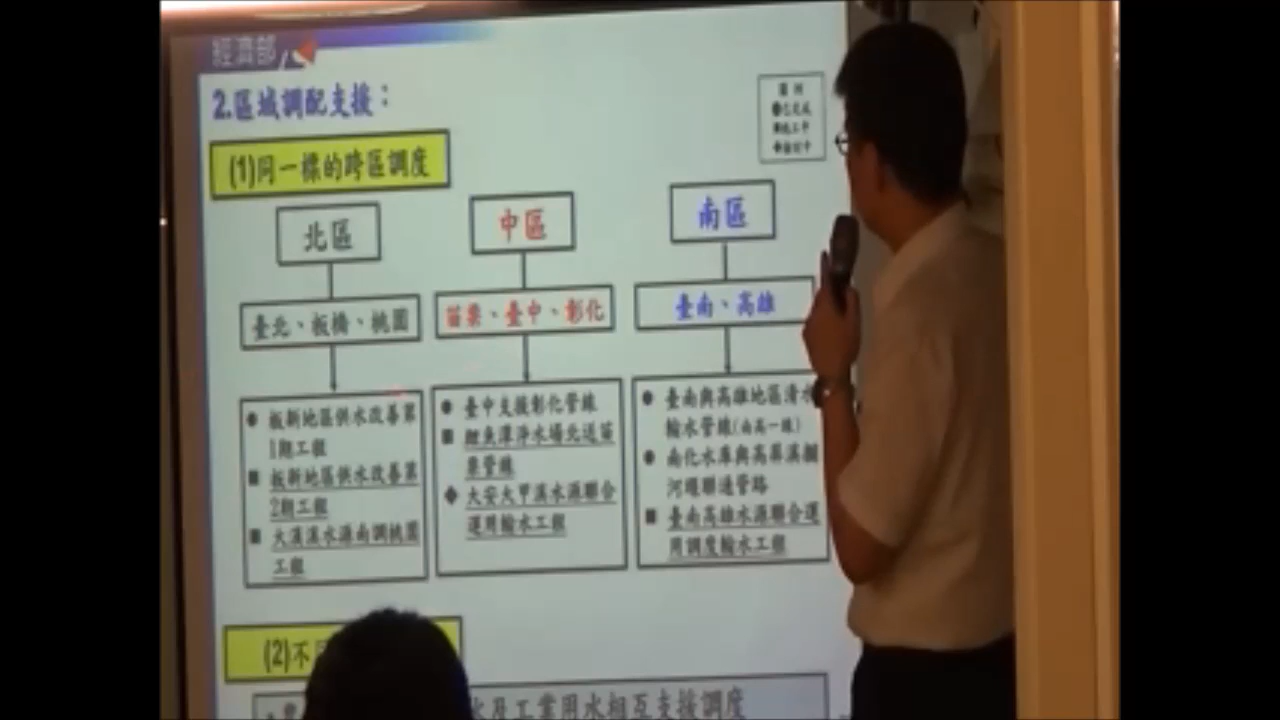 經濟部
2.區域調配支援：
(1)同一標的跨區調度
北區
中區
南區
臺北、板橋、桃園
苗栗、臺中、彰化
臺南、高雄
● 板新地區供水改善第
1期工程
■ 板新地區供水改善第
2期工程
■ 大漢溪水源南調桃園
工程
● 臺中支援彰化管線
■ 鯉魚潭淨水場北送苗
栗管線
◆ 大安大甲溪水源聯合
運用輸水工程
● 臺南與高雄地區清水
輸水管線(南高一線)
● 南化水庫與高屏溪攔
河堰聯通管路
■ 臺南高雄水源聯合運
用調度輸水工程
(2)不
水及工業用水相互支援調度